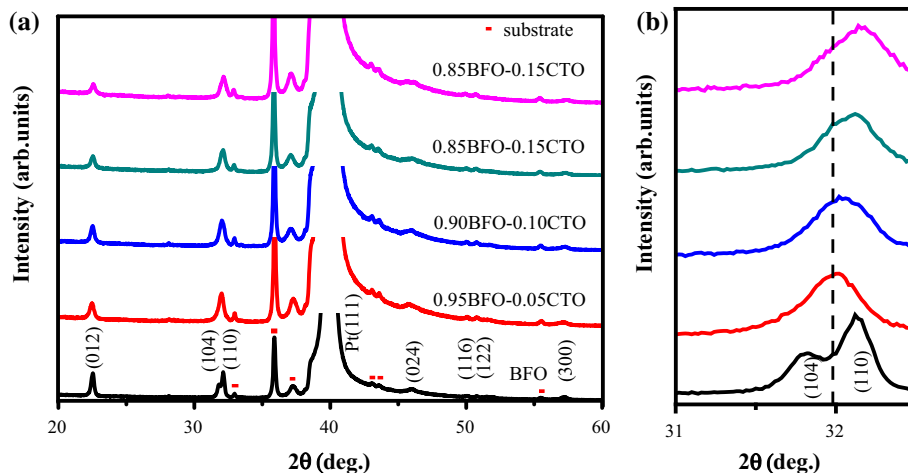 (a)
substrate
0.85BFO-0.15CTO
0.85BFO-0.15CTO
0.90BFO-0.10CTO
0.95BFO-0.05CTO
BFO
(012)
(104)
(110)
Pt(111)
(024)
(116)
(122)
(300)
20 30 40 50 60
2θ (deg.)
Intensity (arb.units)
(b)
(104)
(110)
31 32
2θ (deg.)
Intensity (arb.units)